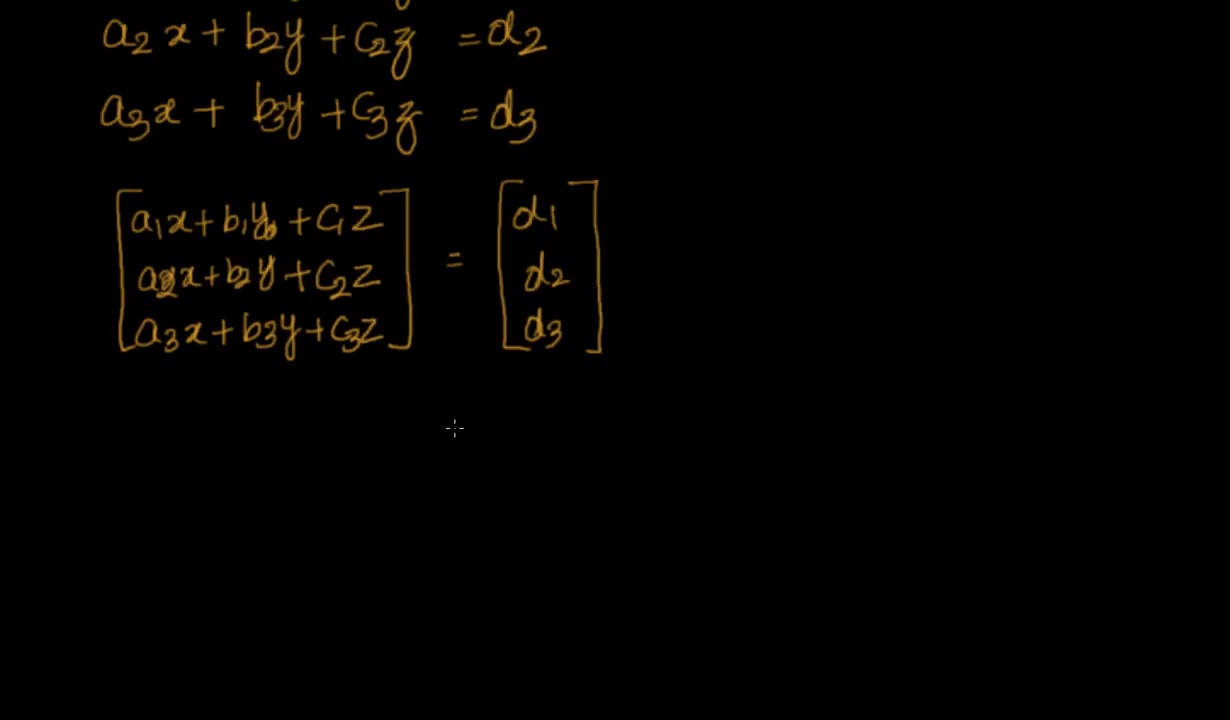 a2x + b2y + c2z = d2
a3x + b3y + c3z = d3
[a1x + b1y + c1z] = [d1]
[a2x + b2y + c2z] [d2]
[a3x + b3y + c3z] [d3]